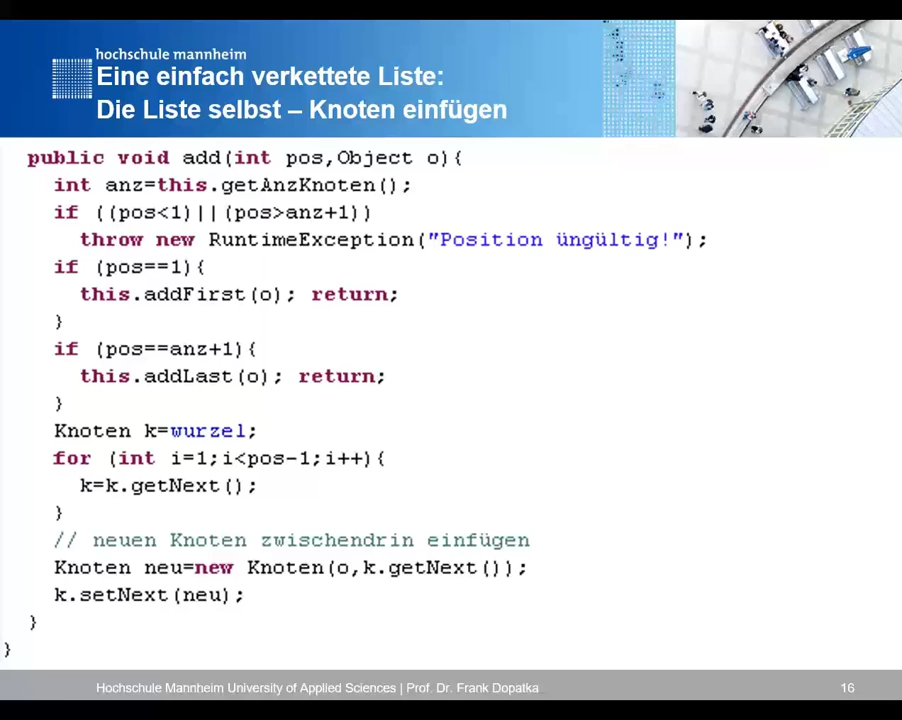 hochschule mannheim
Eine einfach verkettete Liste:
Die Liste selbst – Knoten einfügen
public void add(int pos,Object o){
int anz=this.getAnzKnoten();
if ((pos<1)||(pos>anz+1))
throw new RuntimeException("Position üngültig!");
if (pos==1){
this.addFirst(o); return;
}
if (pos==anz+1){
this.addLast(o); return;
}
Knoten k=wurzel;
for (int i=1;i<pos-1;i++){
k=k.getNext();
}
// neuen Knoten zwischendrin einfügen
Knoten neu=new Knoten(o,k.getNext());
k.setNext(neu);
}
}
Hochschule Mannheim University of Applied Sciences | Prof. Dr. Frank Dopatka
16